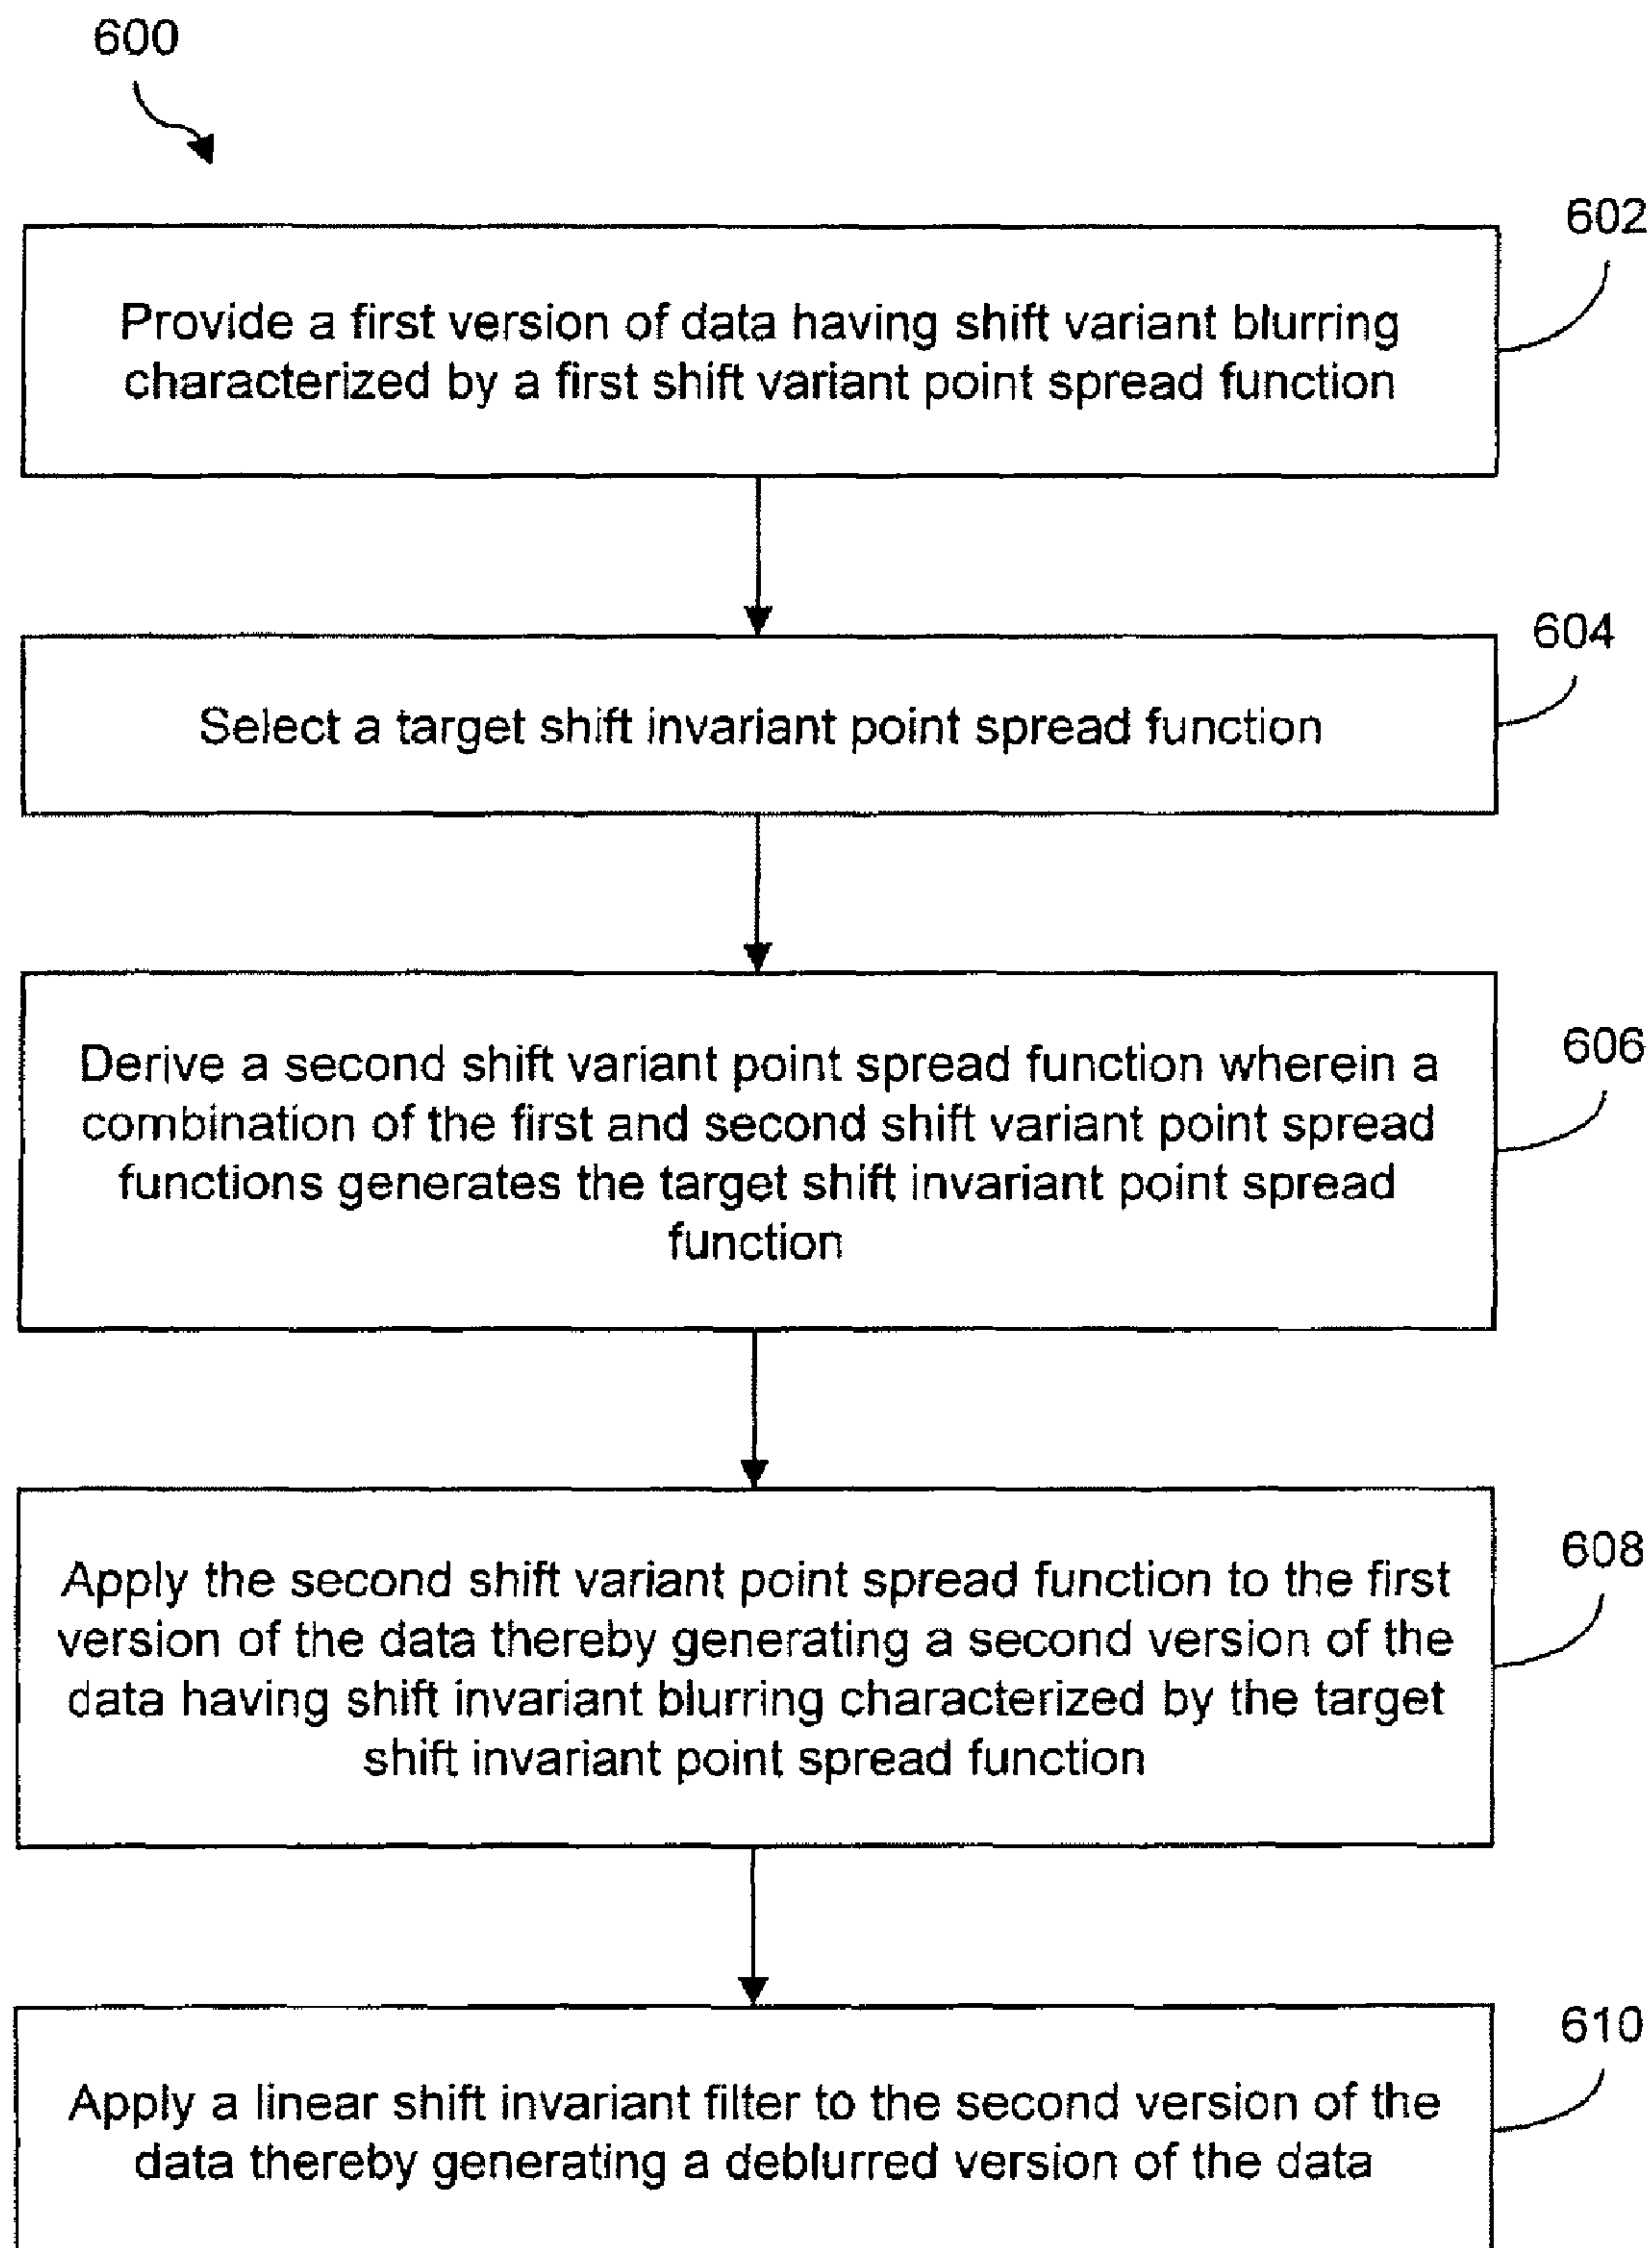 600
602
Provide a first version of data having shift variant blurring
characterized by a first shift variant point spread function
604
Select a target shift invariant point spread function
606
Derive a second shift variant point spread function wherein a
combination of the first and second shift variant point spread
functions generates the target shift invariant point spread
function
608
Apply the second shift variant point spread function to the first
version of the data thereby generating a second version of the
data having shift invariant blurring characterized by the target
shift invariant point spread function
610
Apply a linear shift invariant filter to the second version of the
data thereby generating a deblurred version of the data